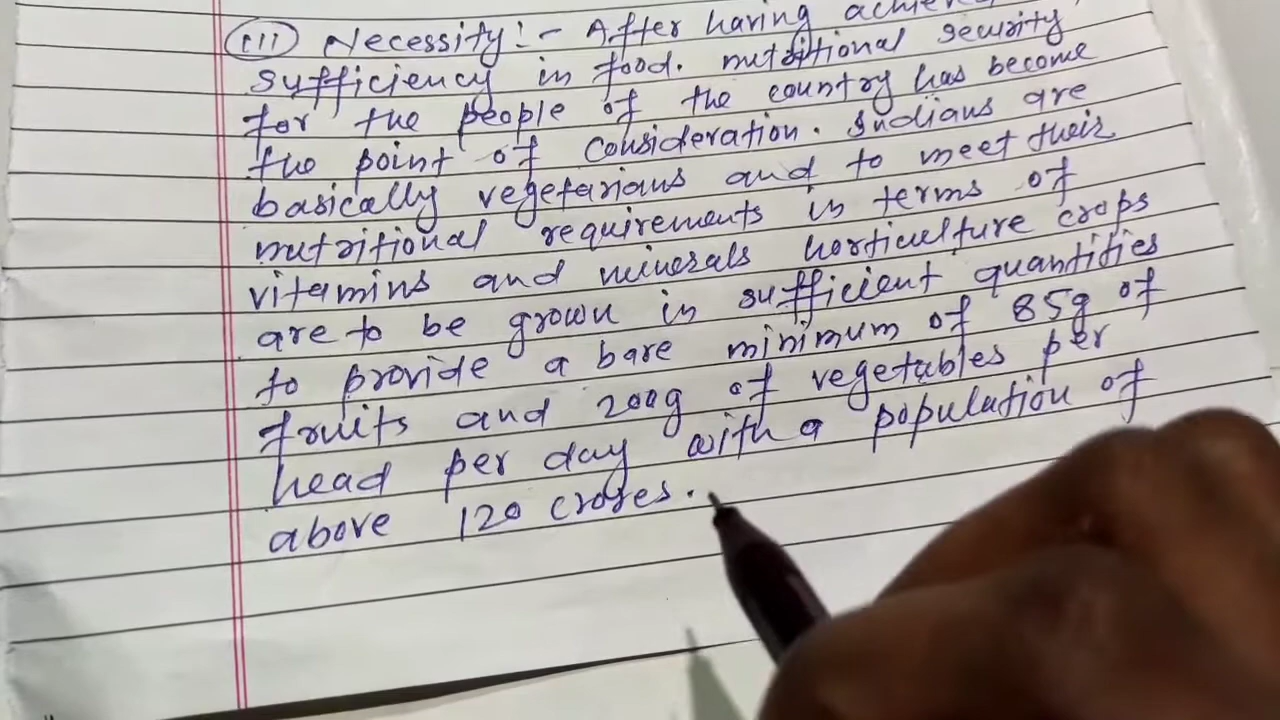 (iii) Necessity:- After having
sufficiency in food. nutritional security
for the people of the country has become
the point of consideration. Indians are
basically vegetarians and to meet their
nutritional requirements in terms of
vitamins and minerals horticulture crops
are to be grown in sufficient quantities
to provide a bare minimum of 85g of
fruits and 200g of vegetables per
head per day with a population of
above 120 crores.